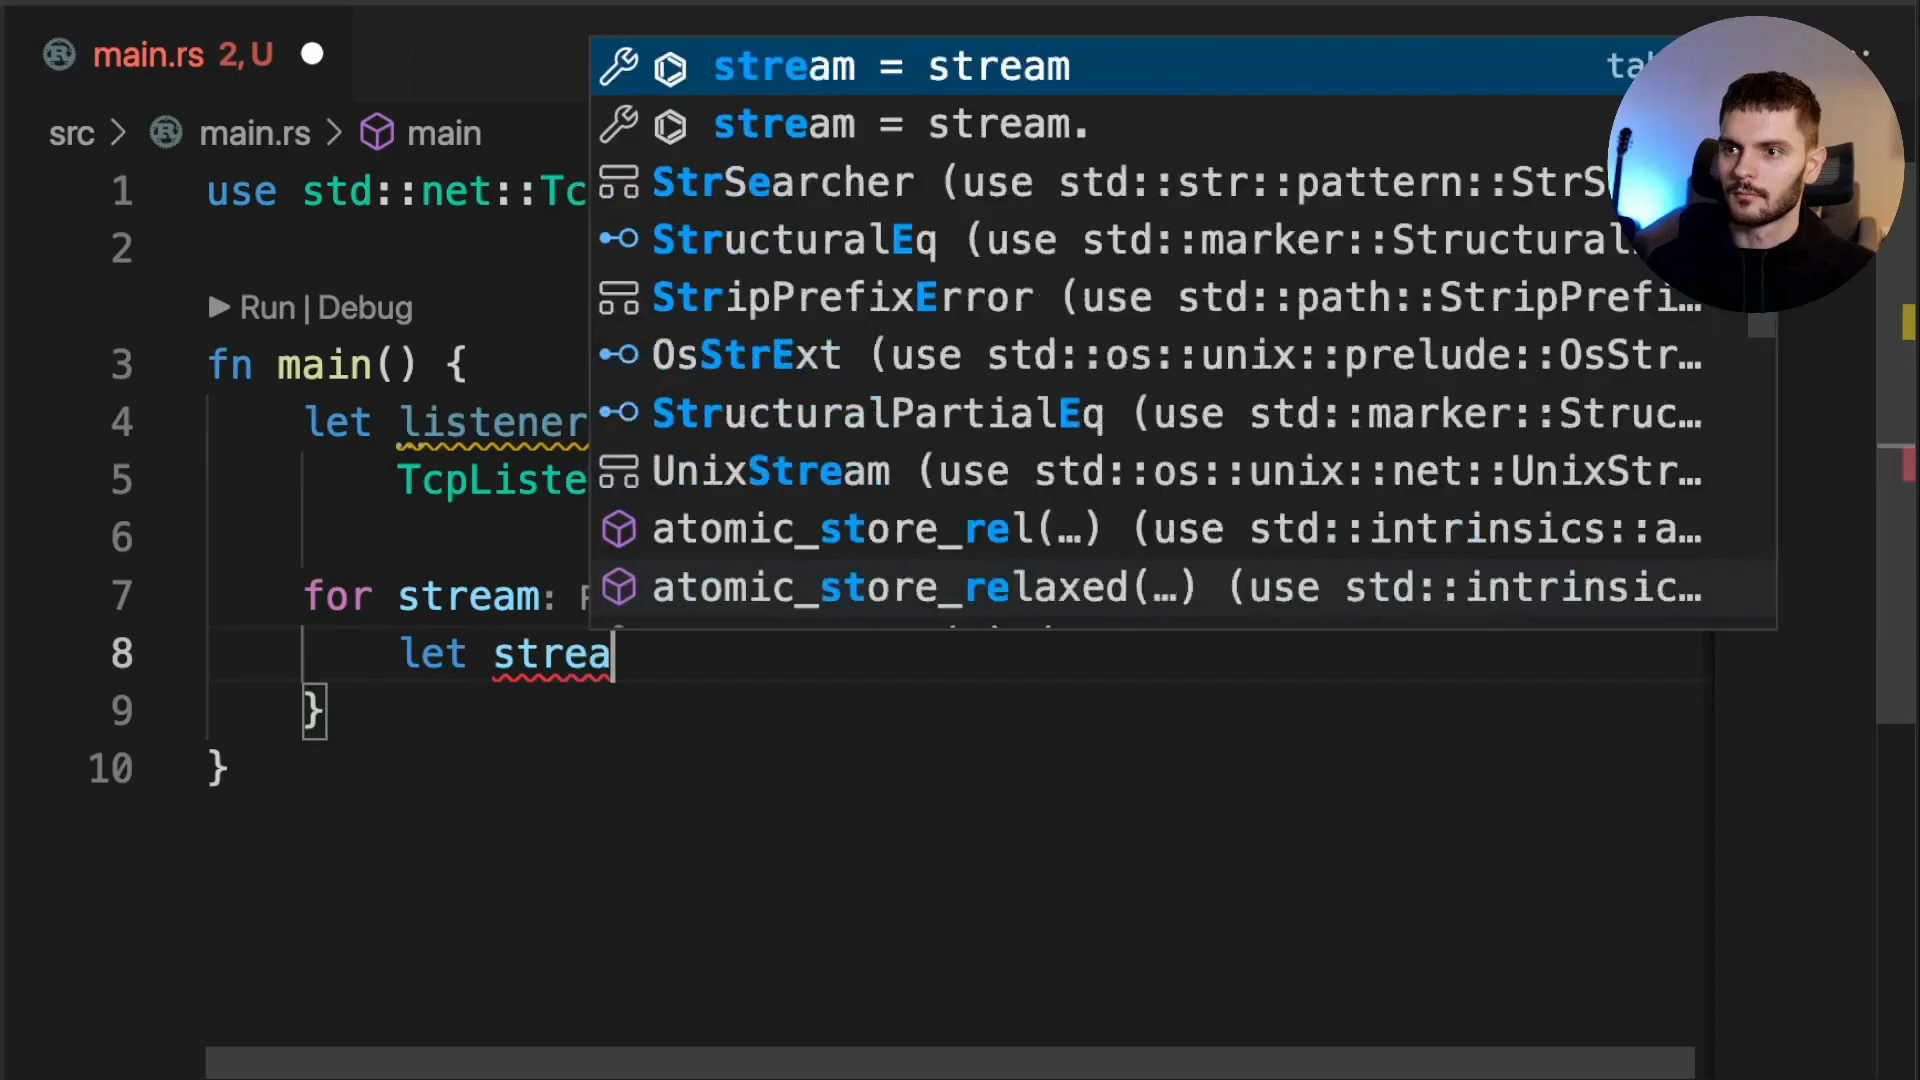 main.rs 2, U
src > main.rs > main
1 use std::net::Tc
2
Run | Debug
3 fn main() {
4 let listener
5 TcpListe
6
7 for stream:
8 let strea
9 }
10 }
stream = stream
stream = stream.
StrSearcher (use std::str::pattern::StrS
StructuralEq (use std::marker::Structural
StripPrefixError (use std::path::StripPrefi…
OsStrExt (use std::os::unix::prelude::OsStr…
StructuralPartialEq (use std::marker::Struc…
UnixStream (use std::os::unix::net::UnixStr…
atomic_store_rel(…) (use std::intrinsics::a…
atomic_store_relaxed(…) (use std::intrinsic…